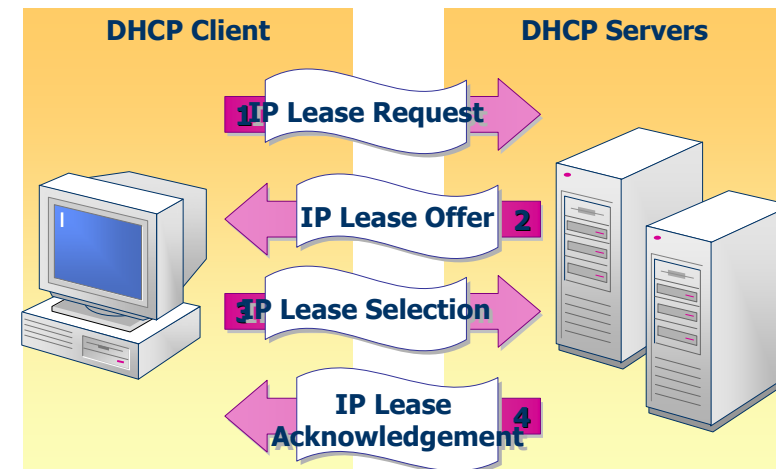 DHCP Client
DHCP Servers
1 IP Lease Request
IP Lease Offer 2
3 IP Lease Selection
IP Lease
Acknowledgement 4